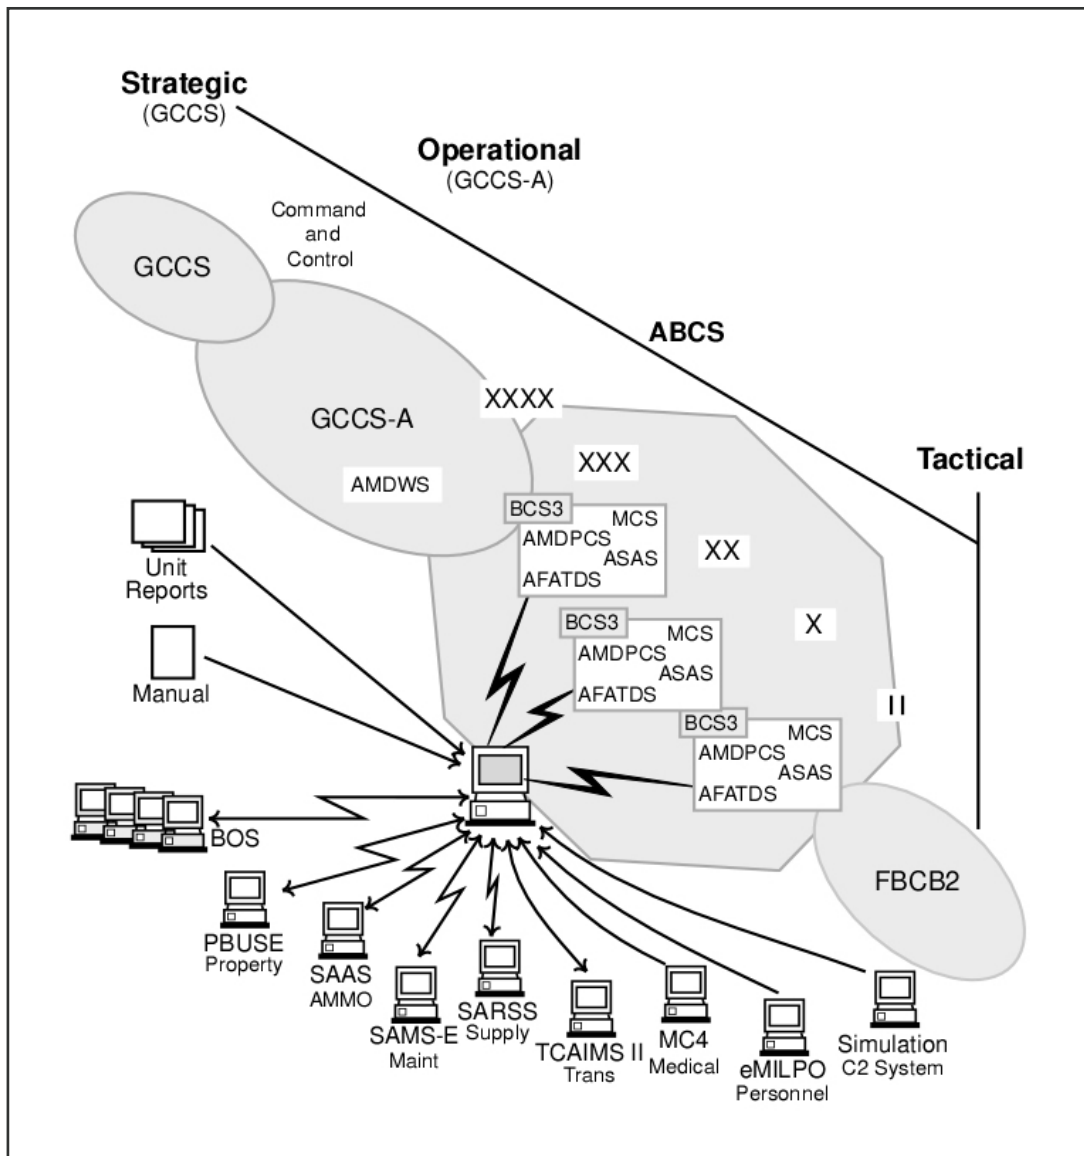 Strategic
(GCCS)
Operational
(GCCS-A)
Command
and
Control
GCCS
ABCS
XXXX
GCCS-A
XXX
Tactical
AMDWS
BCS3
MCS
AMDPCS
ASAS
AFATDS
XX
Unit
Reports
BCS3
MCS
AMDPCS
ASAS
AFATDS
X
Manual
II
BCS3
MCS
AMDPCS
ASAS
AFATDS
BOS
FBCB2
PBUSE
Property
SAAS
AMMO
SAMS-E
Maint
SARSS
Supply
TCAIMS II
Trans
MC4
Medical
eMILPO
Personnel
Simulation
C2 System